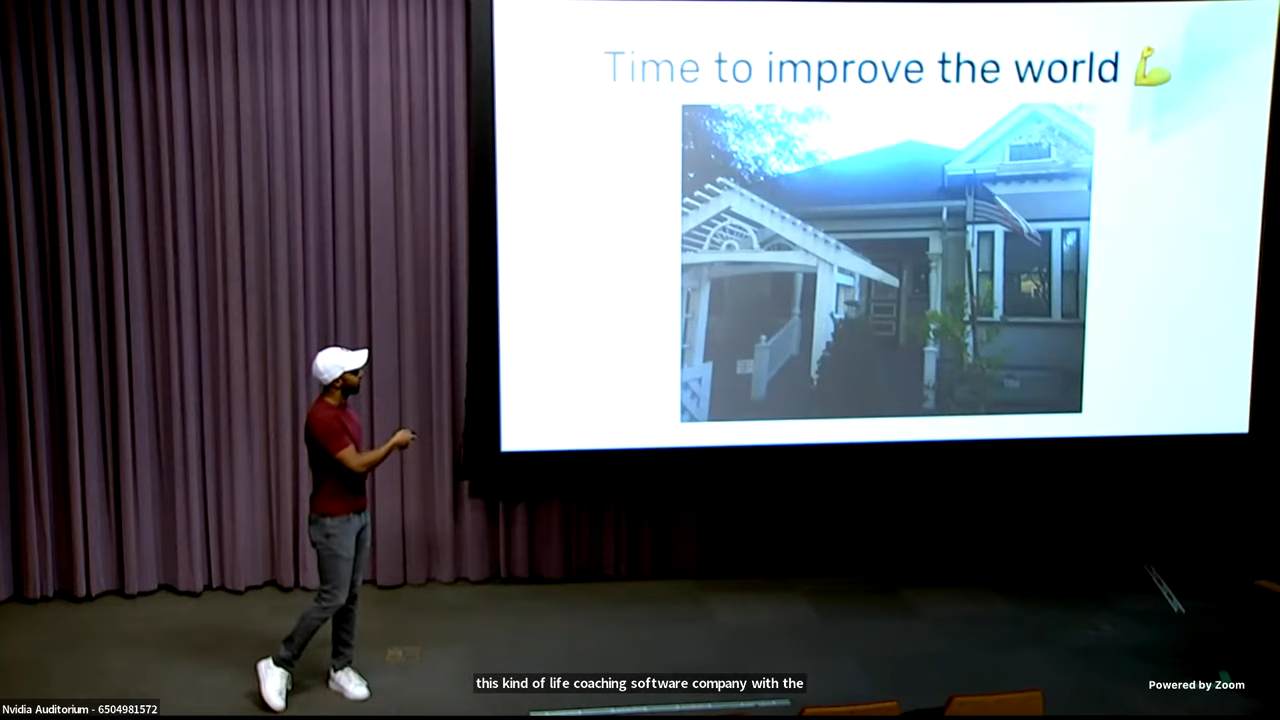 Time to improve the world 💪
this kind of life coaching software company with the
Powered by Zoom
Nvidia Auditorium - 6504981572